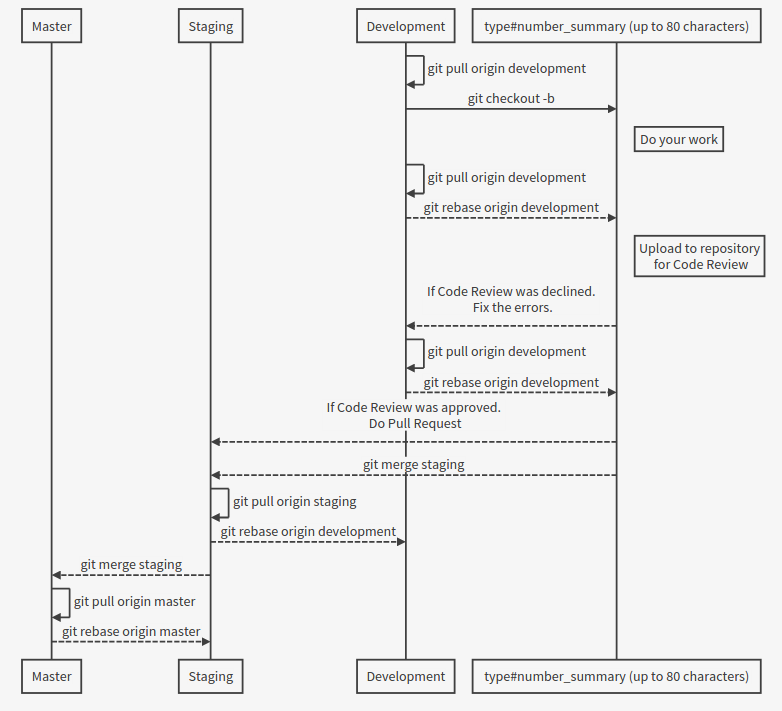 Master
Staging
Development
type#number_summary (up to 80 characters)
git pull origin development
git checkout -b
Do your work
git pull origin development
git rebase origin development
Upload to repository
for Code Review
If Code Review was declined.
Fix the errors.
git pull origin development
git rebase origin development
If Code Review was approved.
Do Pull Request
git merge staging
git pull origin staging
git rebase origin development
git merge staging
git pull origin master
git rebase origin master
Master
Staging
Development
type#number_summary (up to 80 characters)